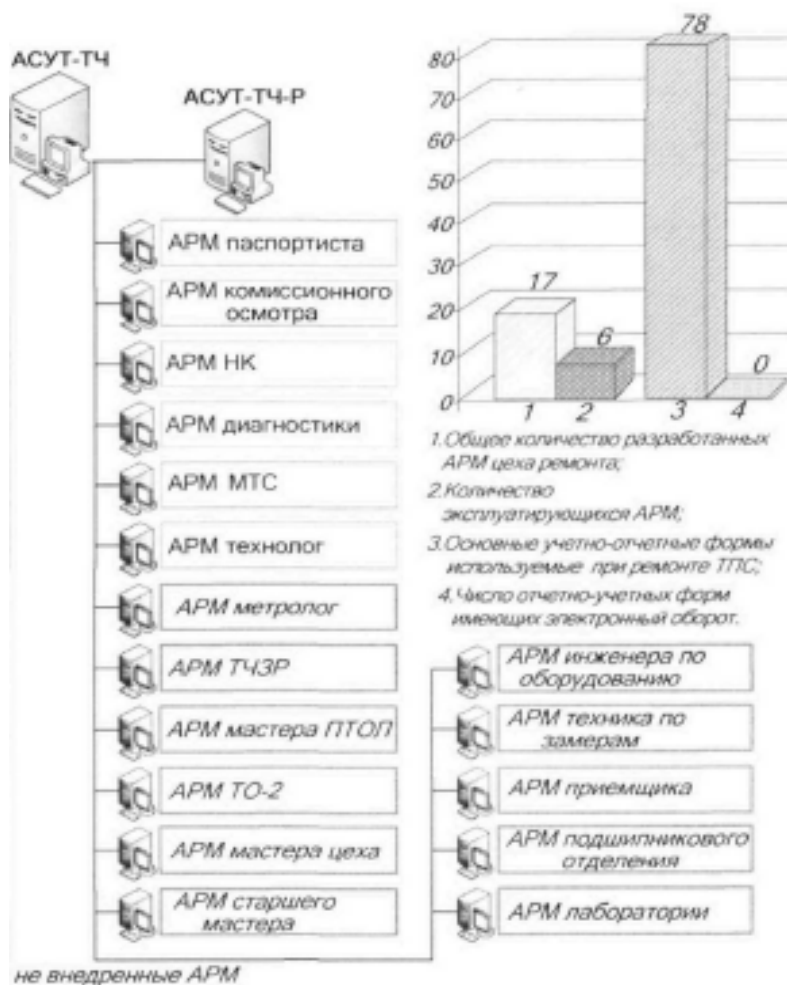 АСУТ-ТЧ
АСУТ-ТЧ-Р
АРМ паспортиста
АРМ комиссионного
осмотра
АРМ НК
АРМ диагностики
АРМ МТС
АРМ технолог
АРМ метролог
АРМ ТЧЗР
АРМ мастера ПТОЛ
АРМ ТО-2
АРМ мастера цеха
АРМ старшего
мастера
не внедренные АРМ
80
70
60
50
40
30
20
10
0
17
6
78
0
1
2
3
4
1.Общее количество разработанных
АРМ цеха ремонта;
2.Количество
эксплуатирующихся АРМ;
3.Основные учетно-отчетные формы
используемые при ремонте ТПС;
4.Число отчетно-учетных форм
имеющих электронный оборот.
АРМ инженера по
оборудованию
АРМ техника по
замерам
АРМ приемщика
АРМ подшипникового
отделения
АРМ лаборатории